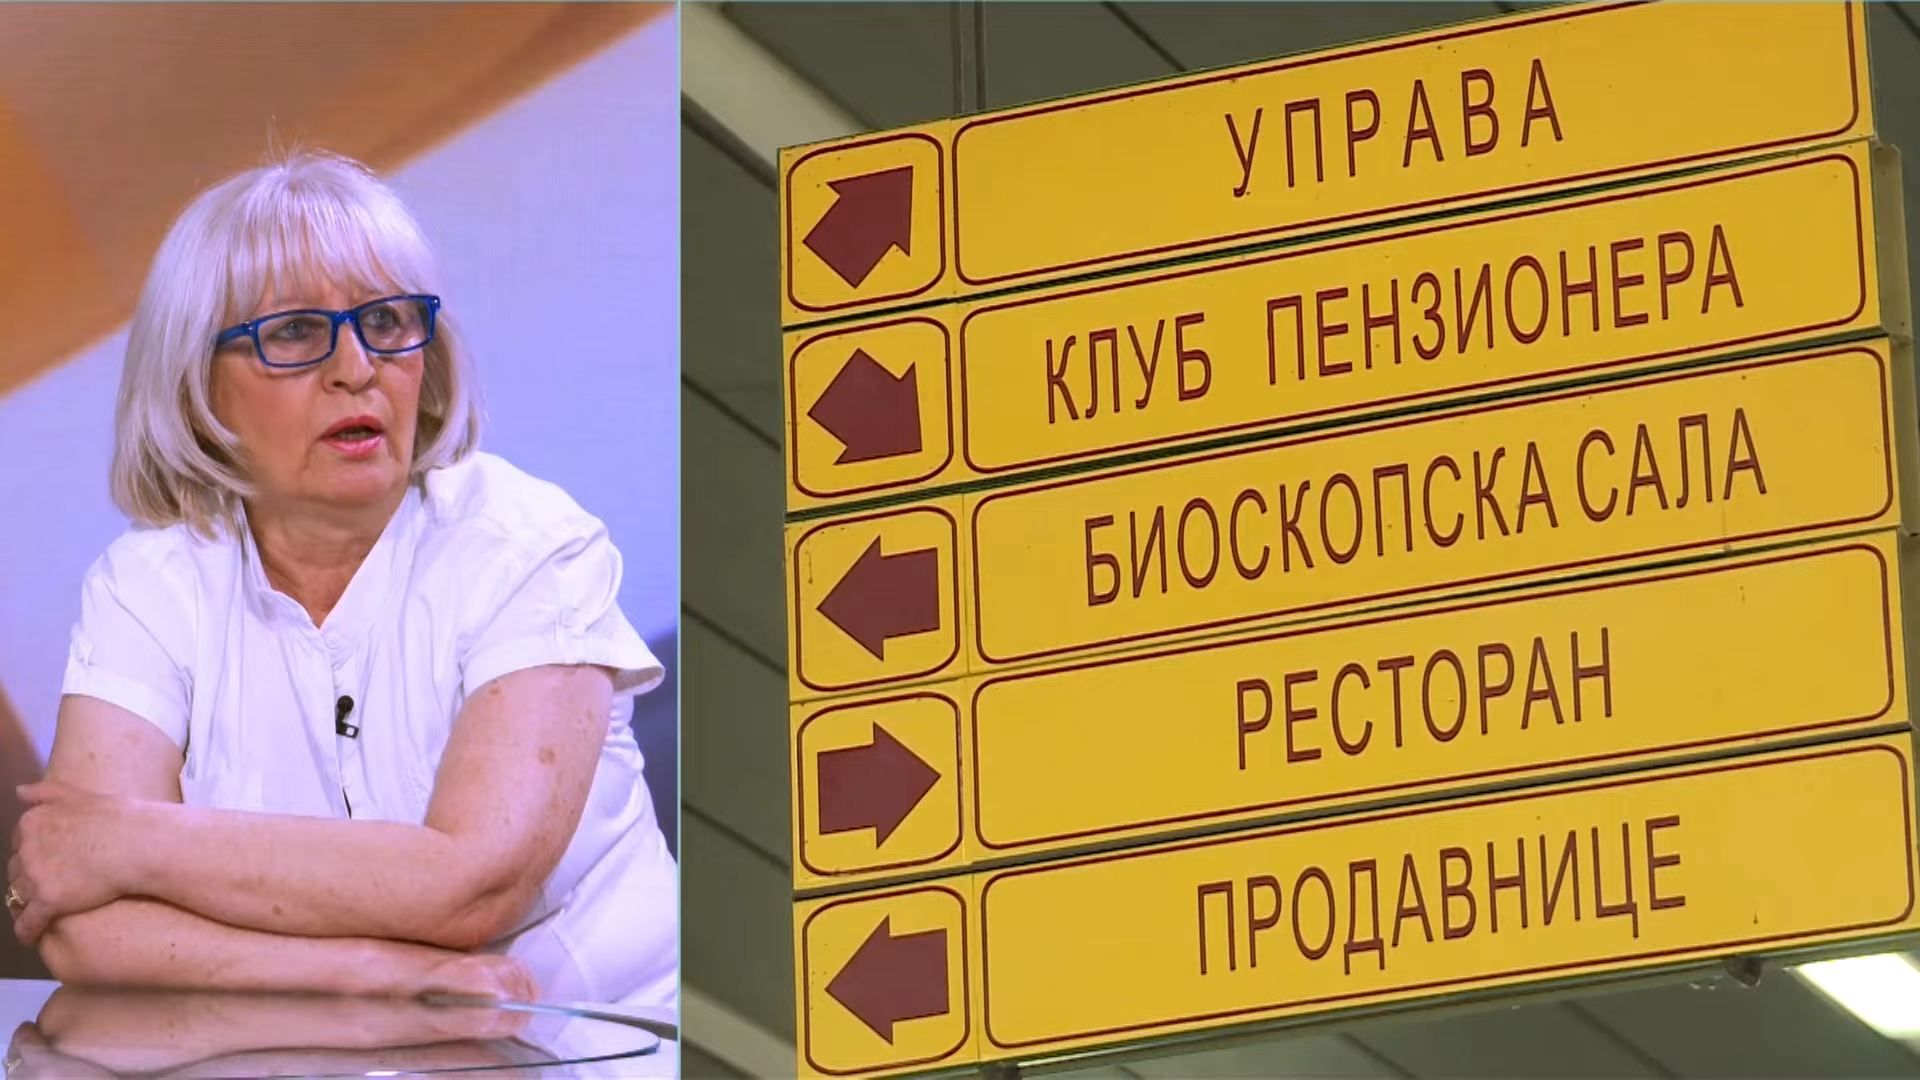 УПРАВА
КЛУБ ПЕНЗИОНЕРА
БИОСКОПСКА САЛА
РЕСТОРАН
ПРОДАВНИЦЕ